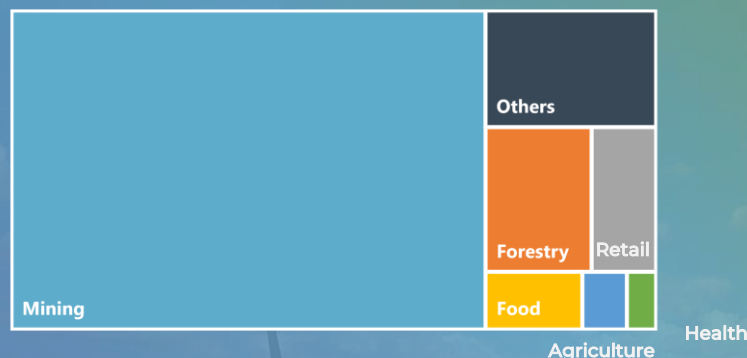 Others
Forestry
Retail
Mining
Food
Health
Agriculture